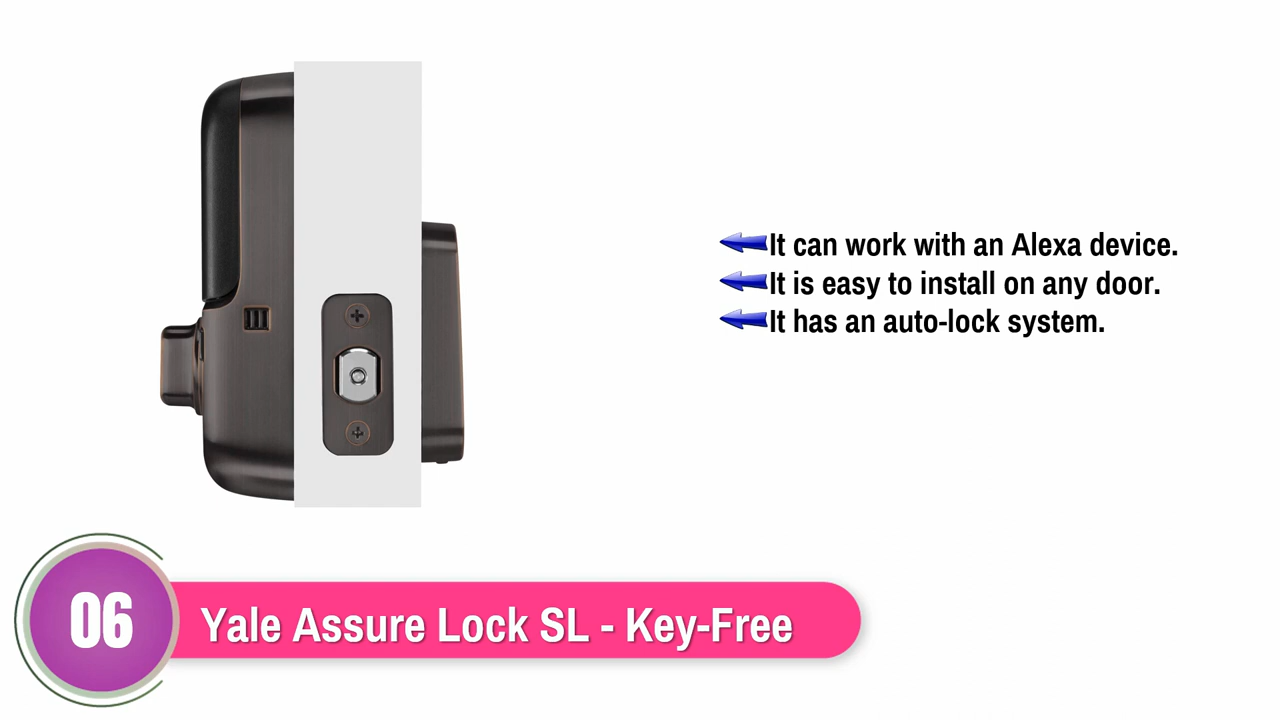 It can work with an Alexa device.
It is easy to install on any door.
It has an auto-lock system.
06
Yale Assure Lock SL - Key-Free